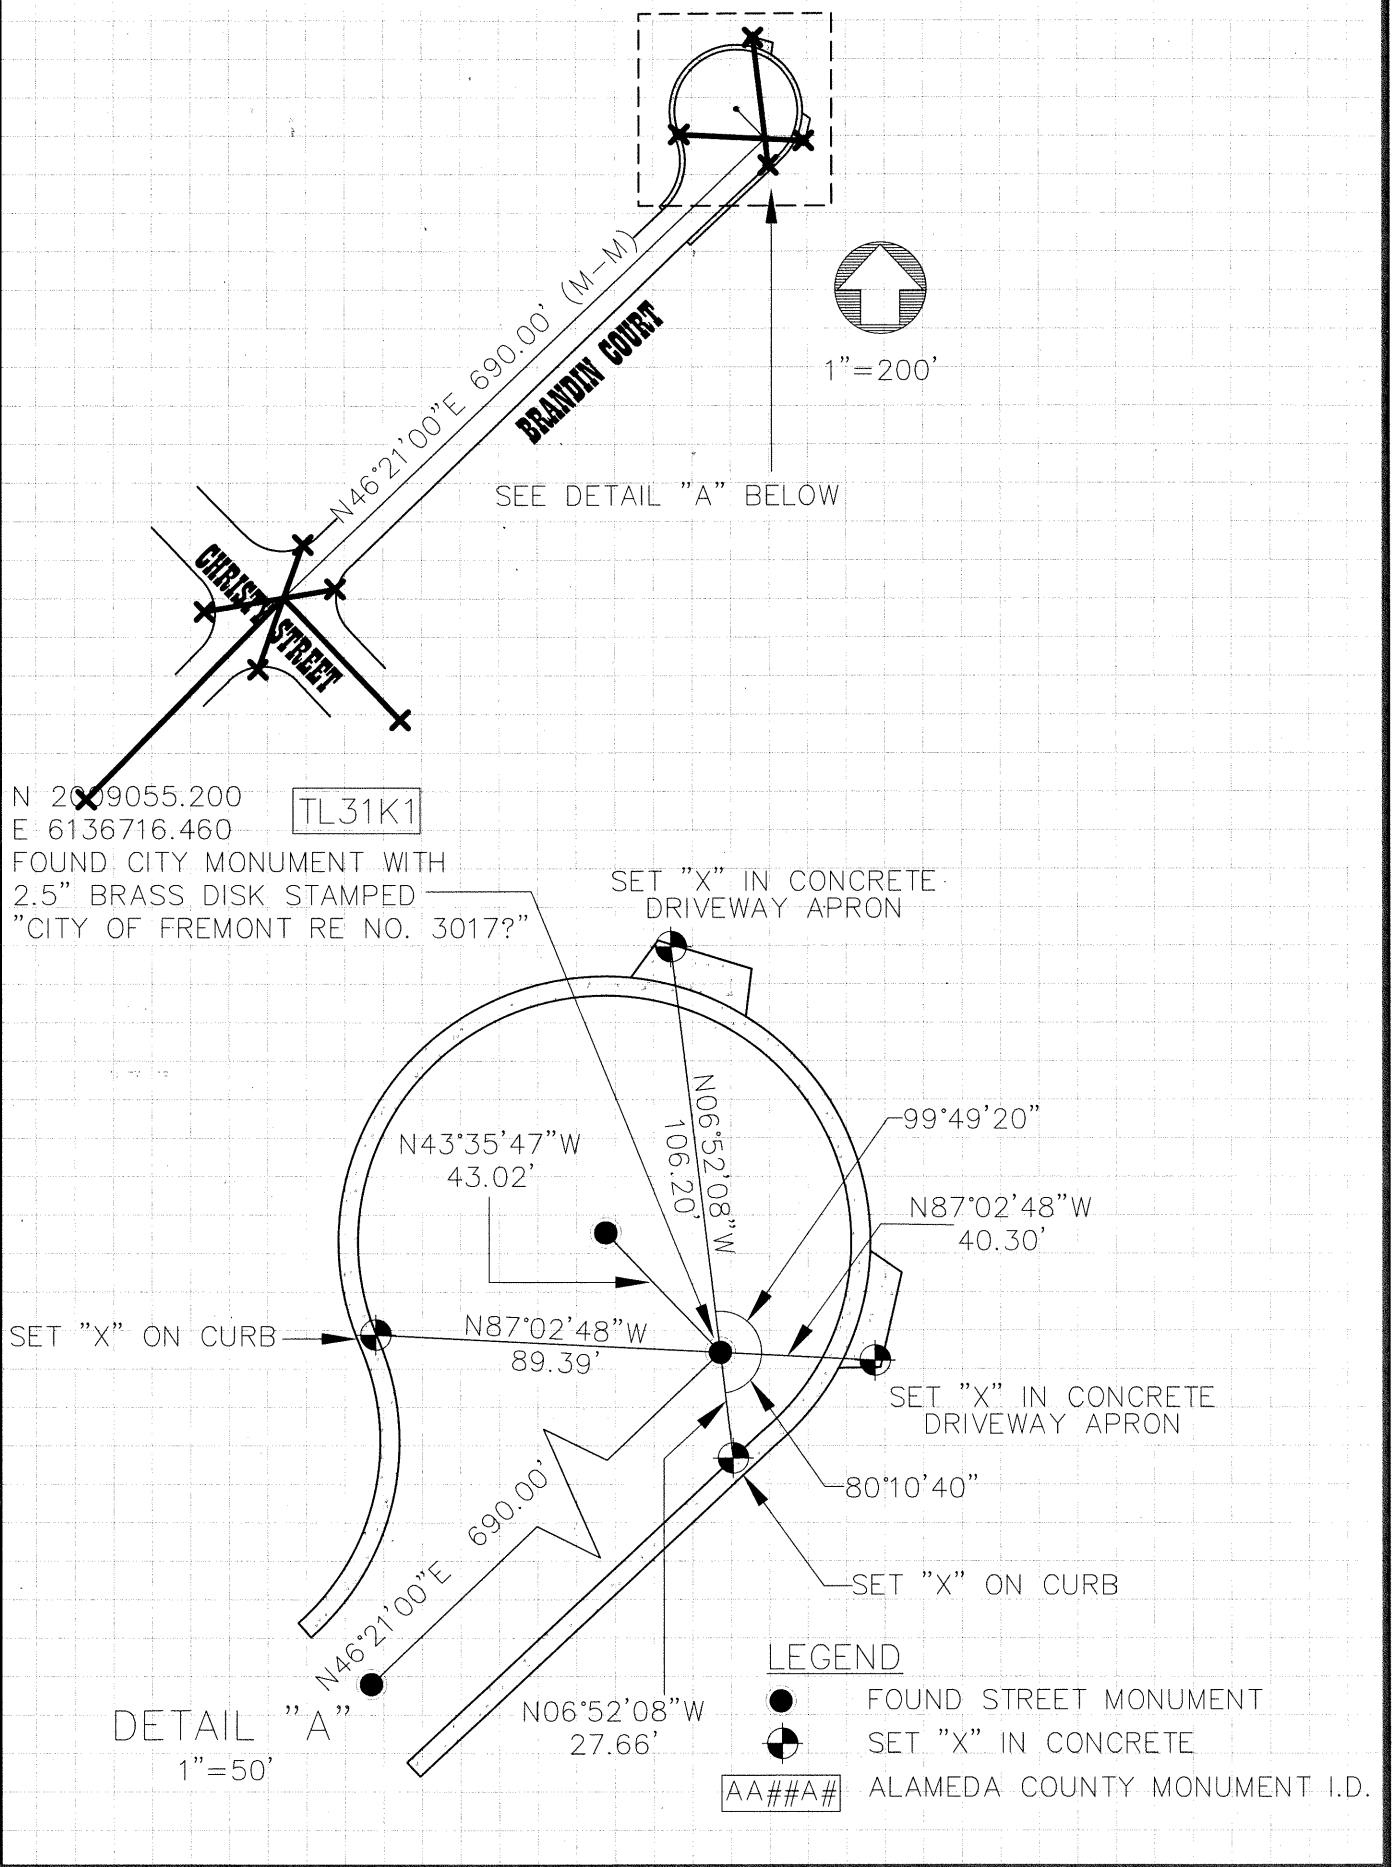 N46°21'00"E 690.00' (M-M)
BRANDIN COURT
1"=200'
SEE DETAIL "A" BELOW
CHRISTY STREET
N 2009055.200
E 6136716.460
TL31K1
FOUND CITY MONUMENT WITH
2.5" BRASS DISK STAMPED
"CITY OF FREMONT RE NO. 3017?"
SET "X" IN CONCRETE
DRIVEWAY APRON
N06°52'08"W
106.20'
99°49'20"
N43°35'47"W
43.02'
N87°02'48"W
40.30'
SET "X" ON CURB
N87°02'48"W
89.39'
SET "X" IN CONCRETE
DRIVEWAY APRON
80°10'40"
N46°21'00"E 690.00'
SET "X" ON CURB
N06°52'08"W
27.66'
DETAIL "A"
1"=50'
LEGEND
FOUND STREET MONUMENT
SET "X" IN CONCRETE
AA##A# ALAMEDA COUNTY MONUMENT I.D.